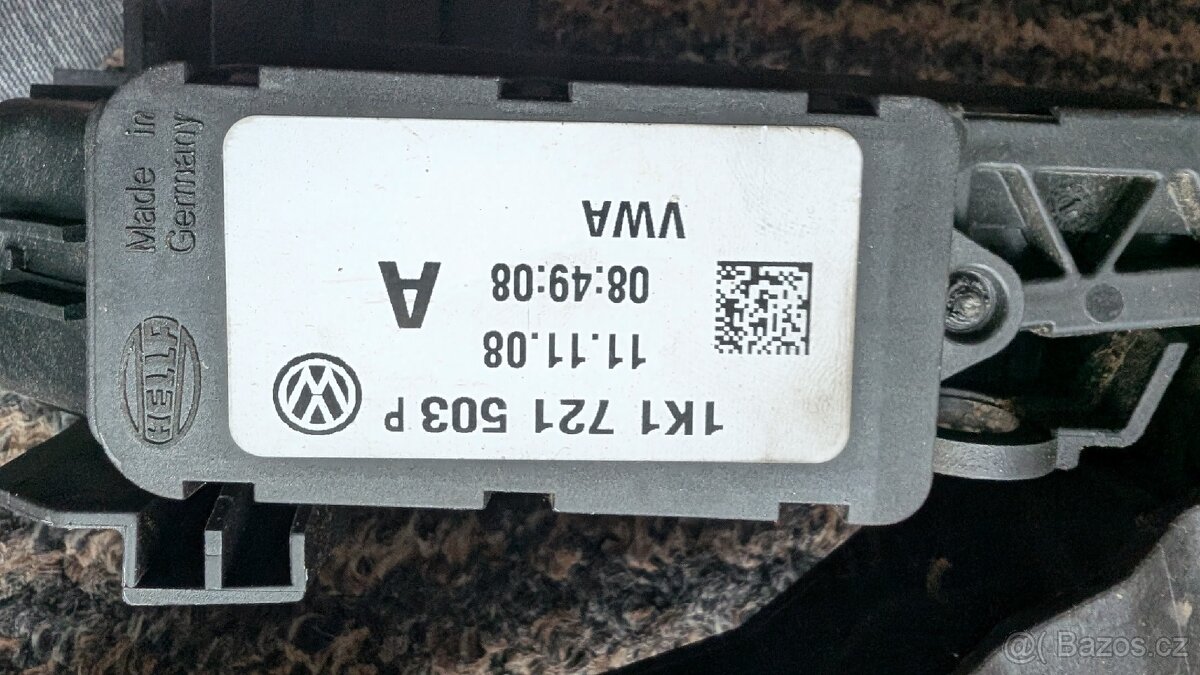 1K1 721 503 P
11.11.08
08:49:08
A
VWA
Made in
Germany
HELLA
Bazos.cz